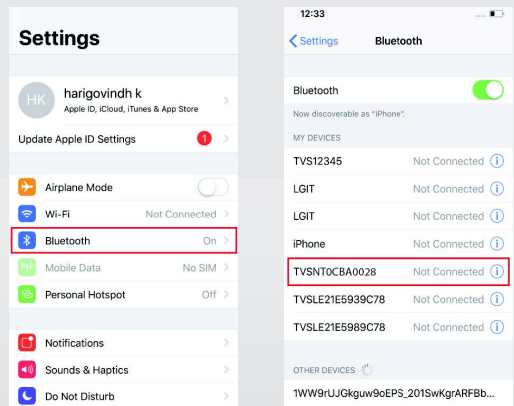 Settings
HK
harigovindh k
Apple ID, iCloud, iTunes & App Store
Update Apple ID Settings 1
Airplane Mode
Wi-Fi Not Connected
Bluetooth On
Mobile Data No SIM
Personal Hotspot Off
Notifications
Sounds & Haptics
Do Not Disturb
12:33
Settings Bluetooth
Bluetooth
Now discoverable as “iPhone”.
MY DEVICES
TVS12345 Not Connected
LGIT Not Connected
LGIT Not Connected
iPhone Not Connected
TVSNT0CBA0028 Not Connected
TVSLE21E5939C78 Not Connected
TVSLE21E5989C78 Not Connected
OTHER DEVICES
1WW9rUJGkguw9oEPS_201SwKgrARFBb...